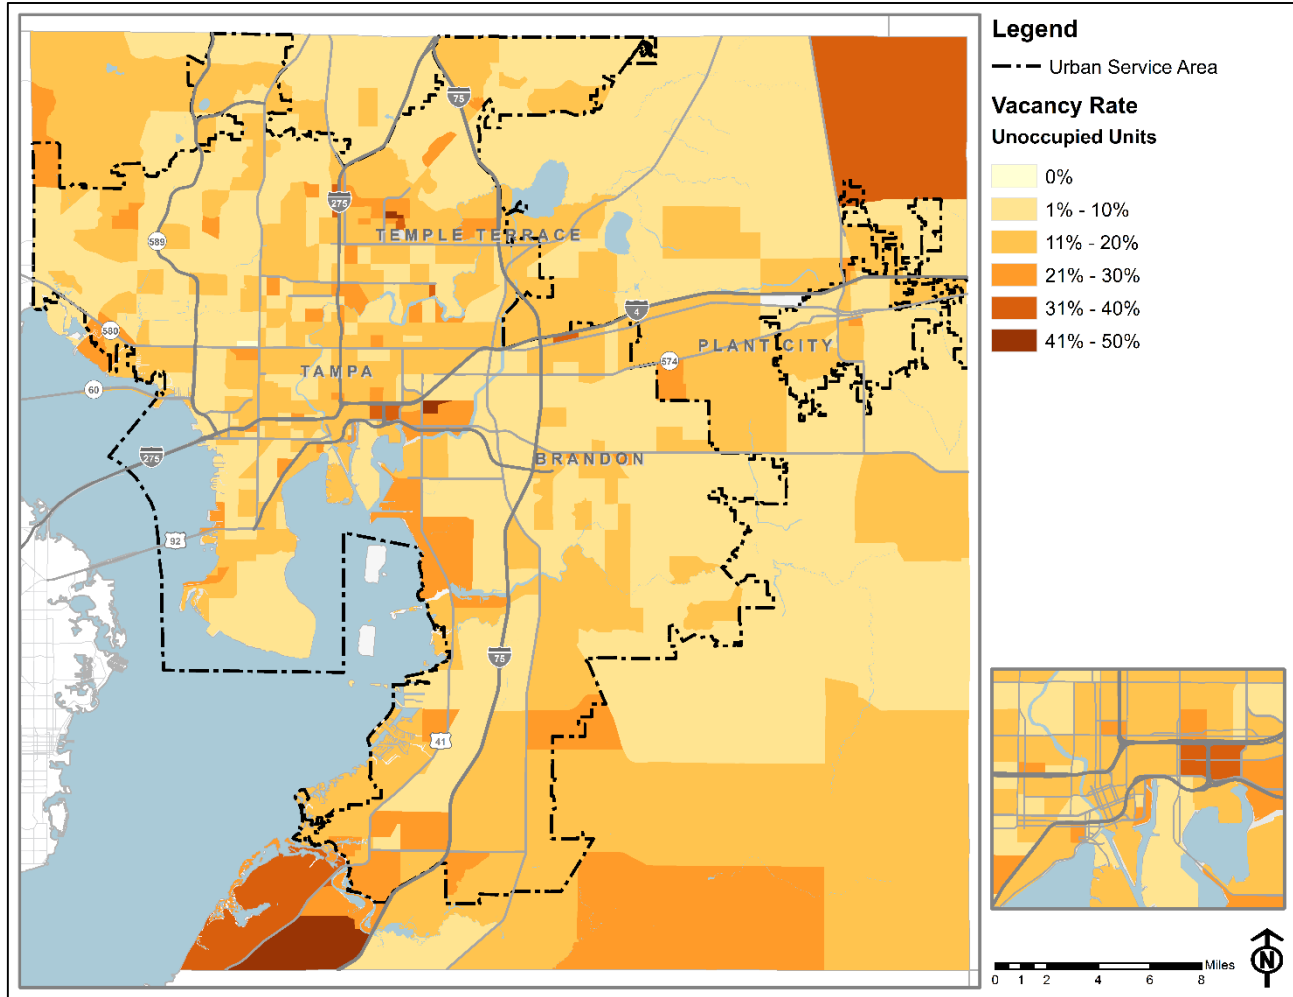 Legend
Urban Service Area
Vacancy Rate
Unoccupied Units
0%
1% - 10%
11% - 20%
21% - 30%
31% - 40%
41% - 50%
75
275
589
TEMPLE TERRACE
4
580
PLANT CITY
574
TAMPA
60
275
BRANDON
92
75
41
Miles
0 1 2 4 6 8
N